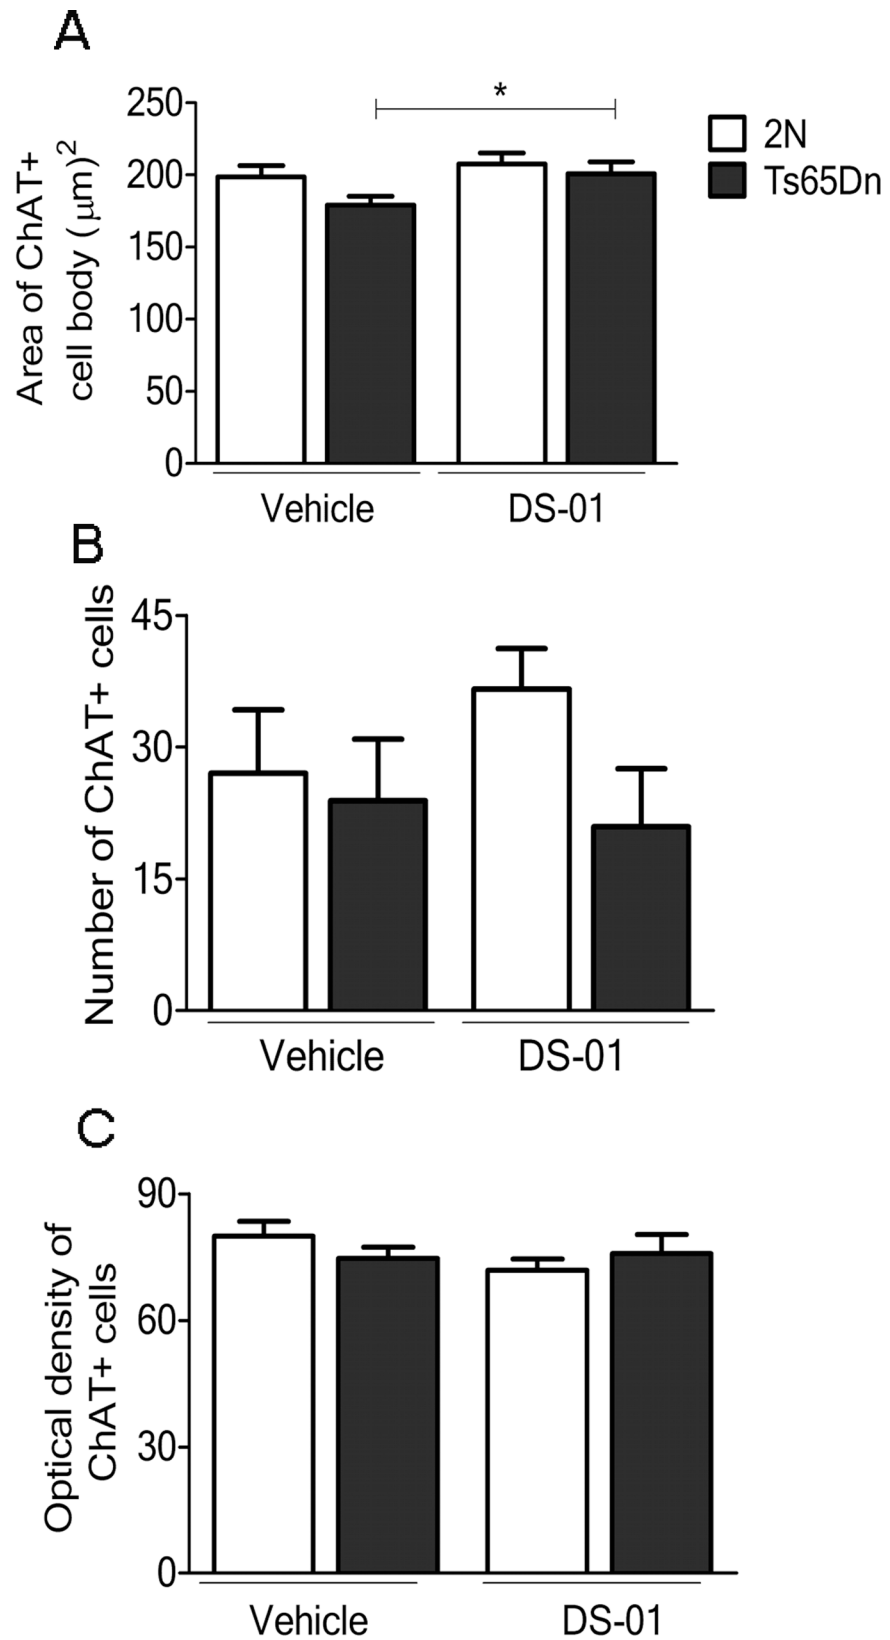 A
Area of ChAT+
cell body (μm)2
250
200
150
100
50
0
*
2N
Ts65Dn
Vehicle
DS-01
B
Number of ChAT+ cells
45
30
15
0
Vehicle
DS-01
C
Optical density of
ChAT+ cells
90
60
30
0
Vehicle
DS-01